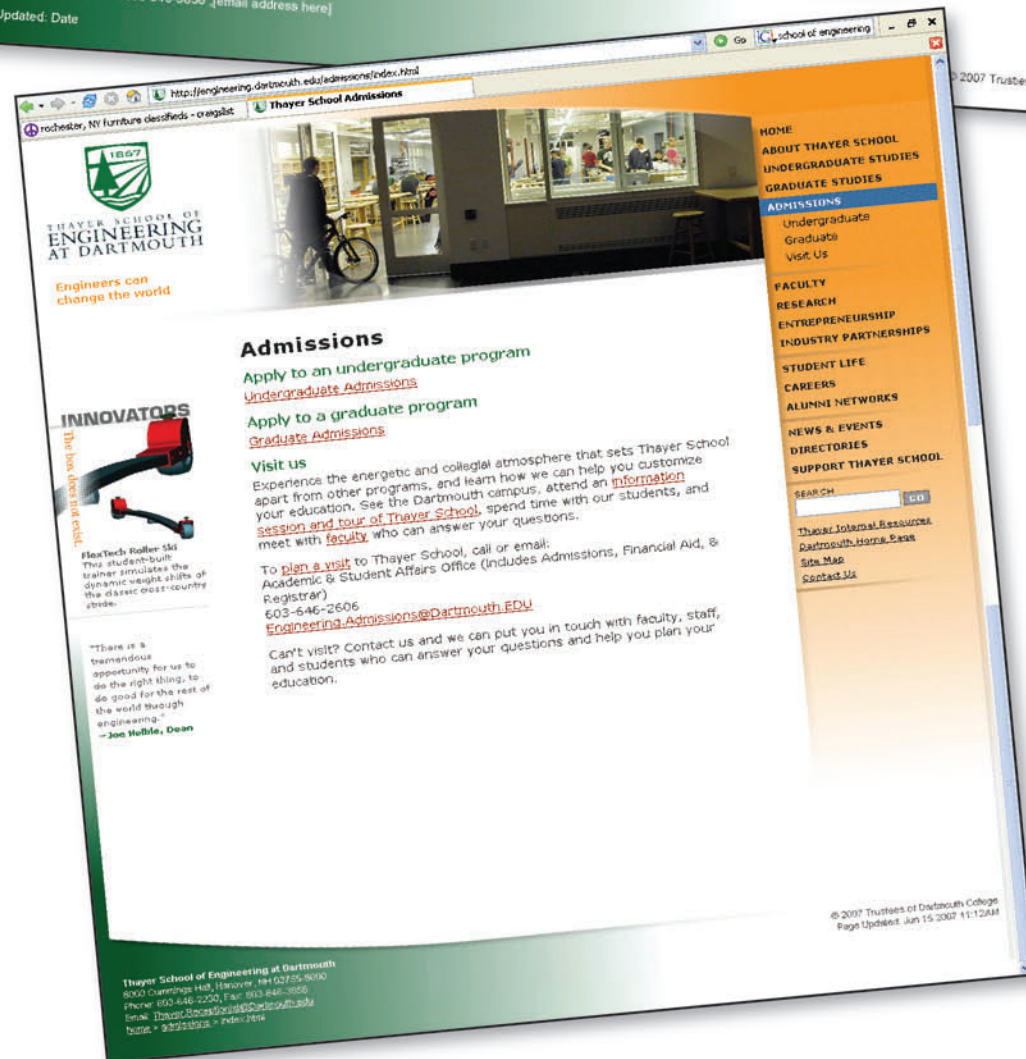 [email address here]
Updated: Date
2007
Go
school of engineering
http://engineering.dartmouth.edu/admissions/index.html
rochester, NY furniture classifieds - craigslist
Thayer School Admissions
1867
THAYER SCHOOL OF
ENGINEERING
AT DARTMOUTH
Engineers can
change the world
HOME
ABOUT THAYER SCHOOL
UNDERGRADUATE STUDIES
GRADUATE STUDIES
ADMISSIONS
Undergraduate
Graduate
Visit Us
FACULTY
RESEARCH
ENTREPRENEURSHIP
INDUSTRY PARTNERSHIPS
STUDENT LIFE
CAREERS
ALUMNI NETWORKS
NEWS & EVENTS
DIRECTORIES
SUPPORT THAYER SCHOOL
SEARCH
GO
Thayer Internal Resources
Dartmouth Home Page
Site Map
Contact Us
Admissions
Apply to an undergraduate program
Undergraduate Admissions
Apply to a graduate program
Graduate Admissions
Visit us
Experience the energetic and collegial atmosphere that sets Thayer School
apart from other programs, and learn how we can help you customize
your education. See the Dartmouth campus, attend an information
session and tour of Thayer School, spend time with our students, and
meet with faculty who can answer your questions.
To plan a visit to Thayer School, call or email:
Academic & Student Affairs Office (Includes Admissions, Financial Aid, &
Registrar)
603-646-2606
Engineering.Admissions@Dartmouth.EDU
Can't visit? Contact us and we can put you in touch with faculty, staff,
and students who can answer your questions and help you plan your
education.
INNOVATORS
The box does not exist.
FlexTech Roller Ski
This student-built
trainer simulates the
dynamic weight shifts of
the classic cross-country
stride.
"There is a
tremendous
opportunity for us to
do the right thing, to
do good for the rest of
the world through
engineering."
—Joe Helble, Dean
© 2007 Trustees of Dartmouth College
Page Updated: Jun 15 2007 11:12AM
Thayer School of Engineering at Dartmouth
8000 Cummings Hall, Hanover, NH 03755-8000
Phone: 603-646-2230, Fax: 603-646-3856
Email: Thayer.Receptionist@Dartmouth.edu
home > admissions > index.html